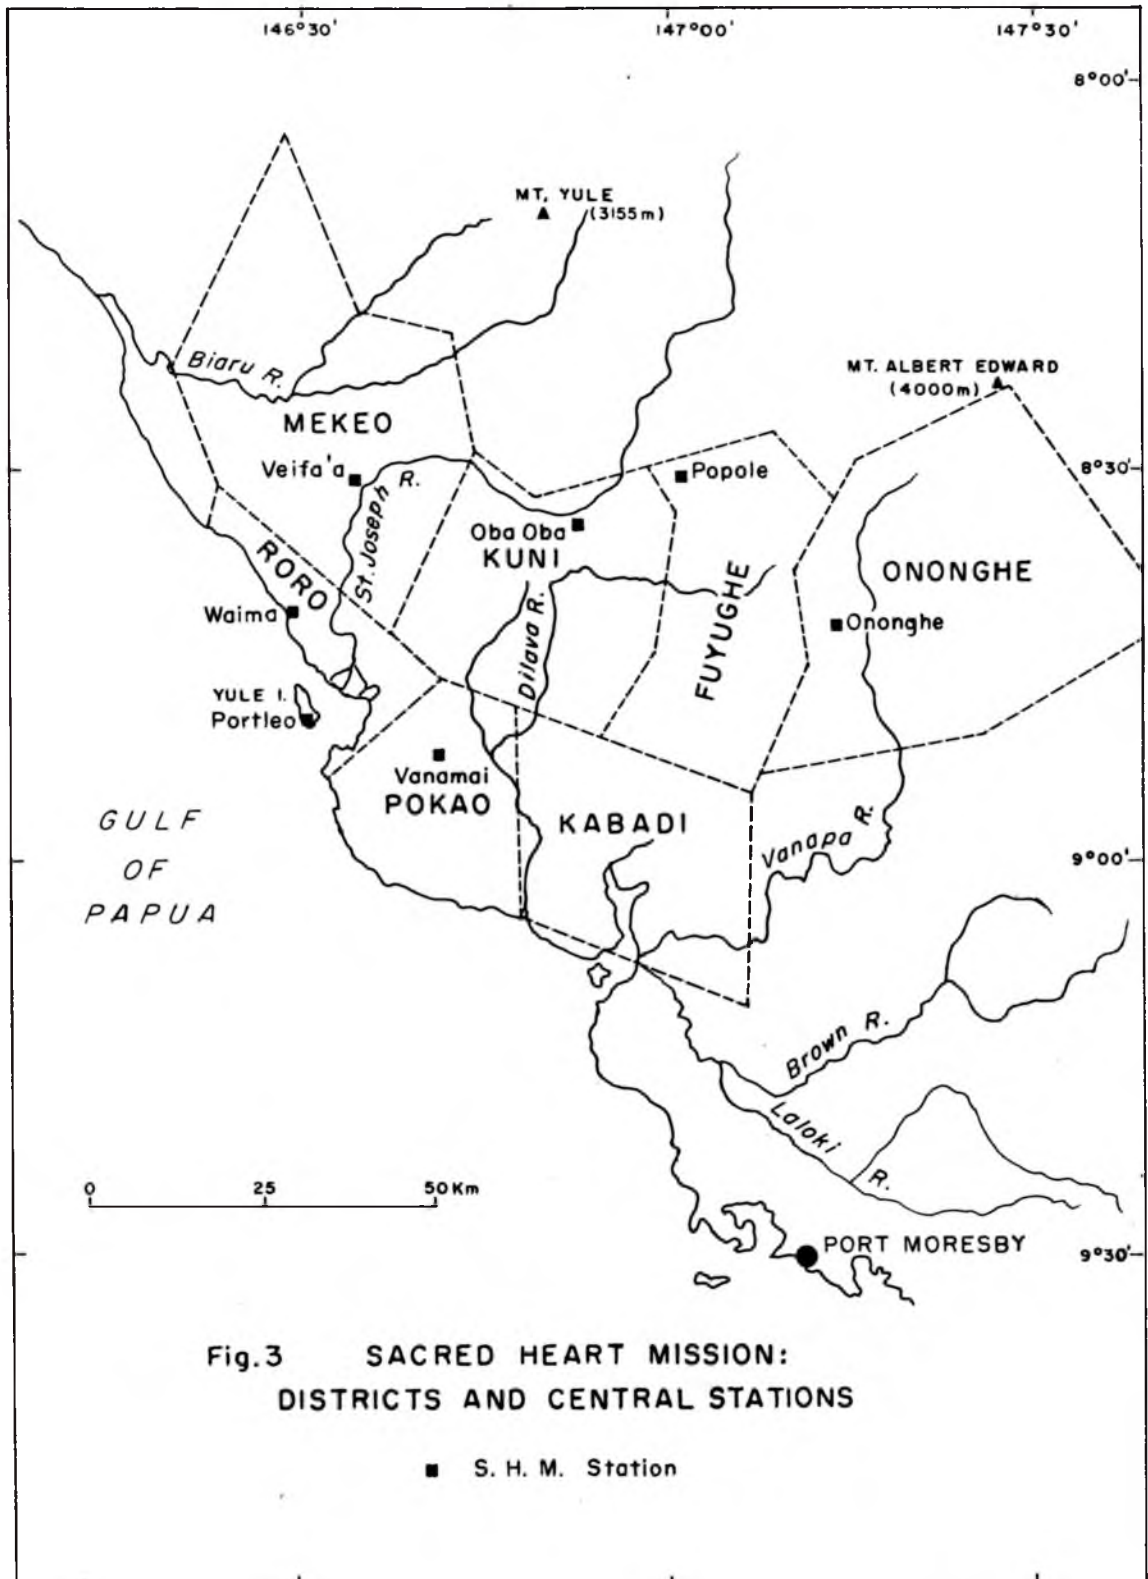 146°30'
147°00'
147°30'
8°00'
MT. YULE
(3155m)
Biaru R.
MT. ALBERT EDWARD
(4000m)
MEKEO
Veifa'a
St. Joseph R.
Popole
8°30'
Oba Oba
KUNI
RORO
ONONGHE
Waima
Dilava R.
FUYUGHE
Ononghe
YULE I.
Portleo
Vanamai
POKAO
KABADI
GULF
OF
PAPUA
Vanapa R.
9°00'
Brown R.
Laloki R.
0 25 50 Km
PORT MORESBY
9°30'
Fig. 3 SACRED HEART MISSION:
DISTRICTS AND CENTRAL STATIONS
S. H. M. Station